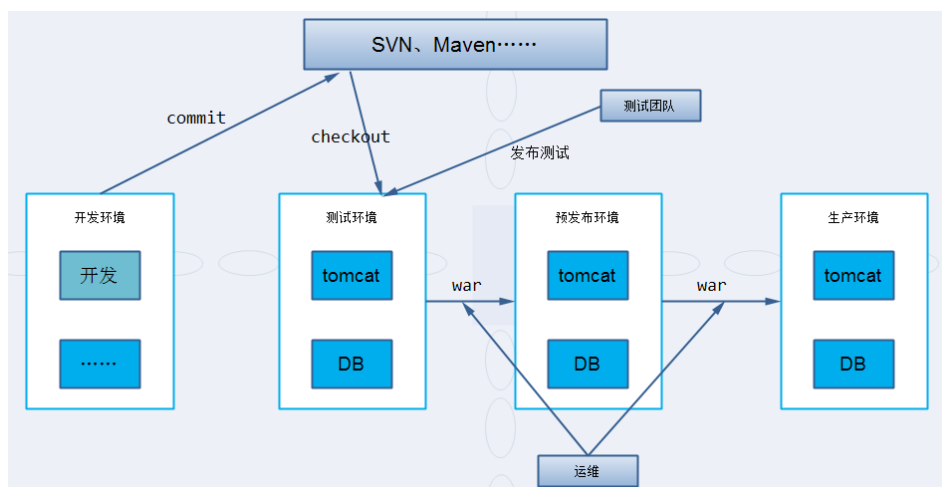 SVN、Maven……
测试团队
commit
checkout
发布测试
开发环境
测试环境
预发布环境
生产环境
开发
tomcat
tomcat
tomcat
war
war
……
DB
DB
DB
运维